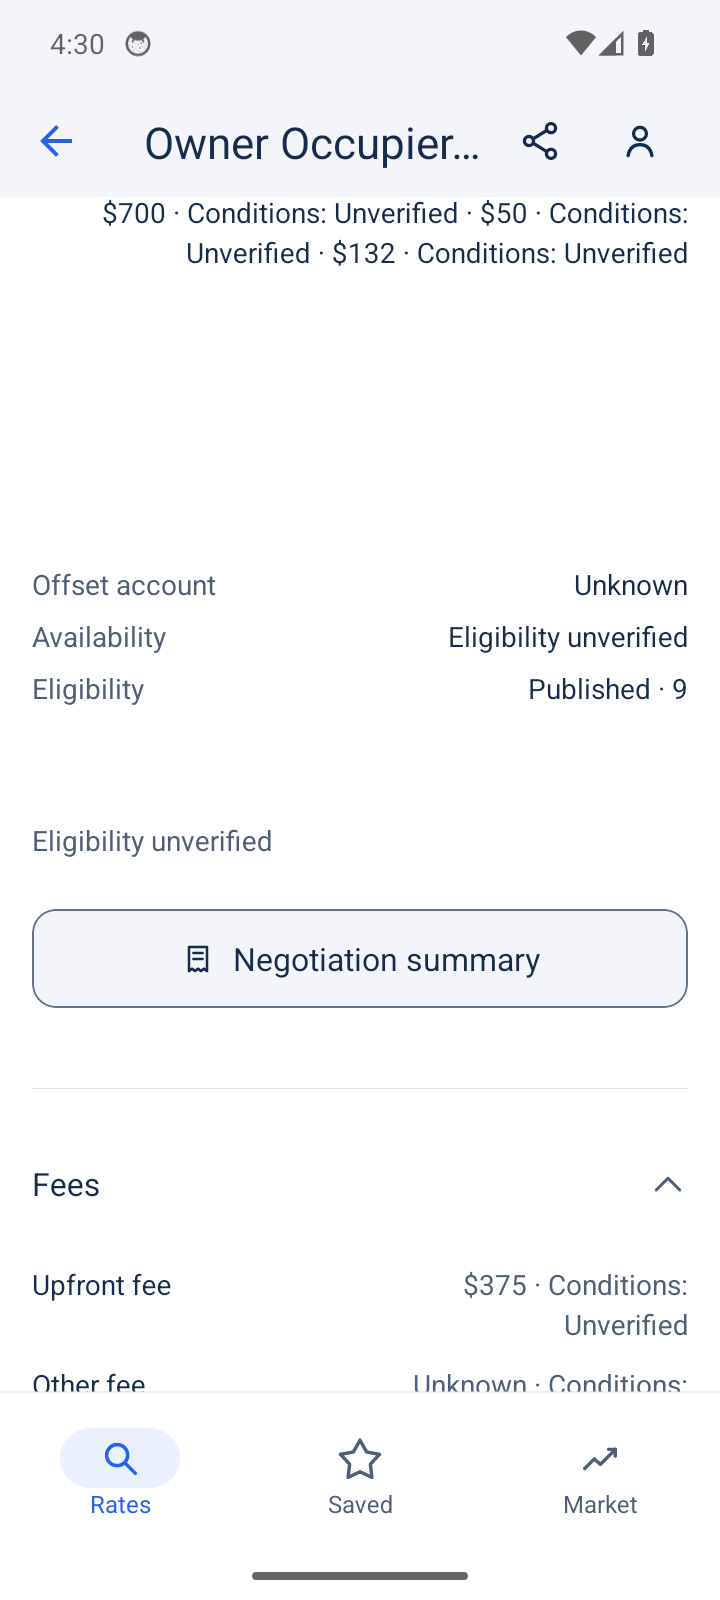 4:30
Owner Occupier...
$700 · Conditions: Unverified · $50 · Conditions:
Unverified · $132 · Conditions: Unverified
Offset account Unknown
Availability Eligibility unverified
Eligibility Published · 9
Eligibility unverified
Negotiation summary
Fees
Upfront fee $375 · Conditions:
Unverified
Other fee Unknown · Conditions:
Rates Saved Market